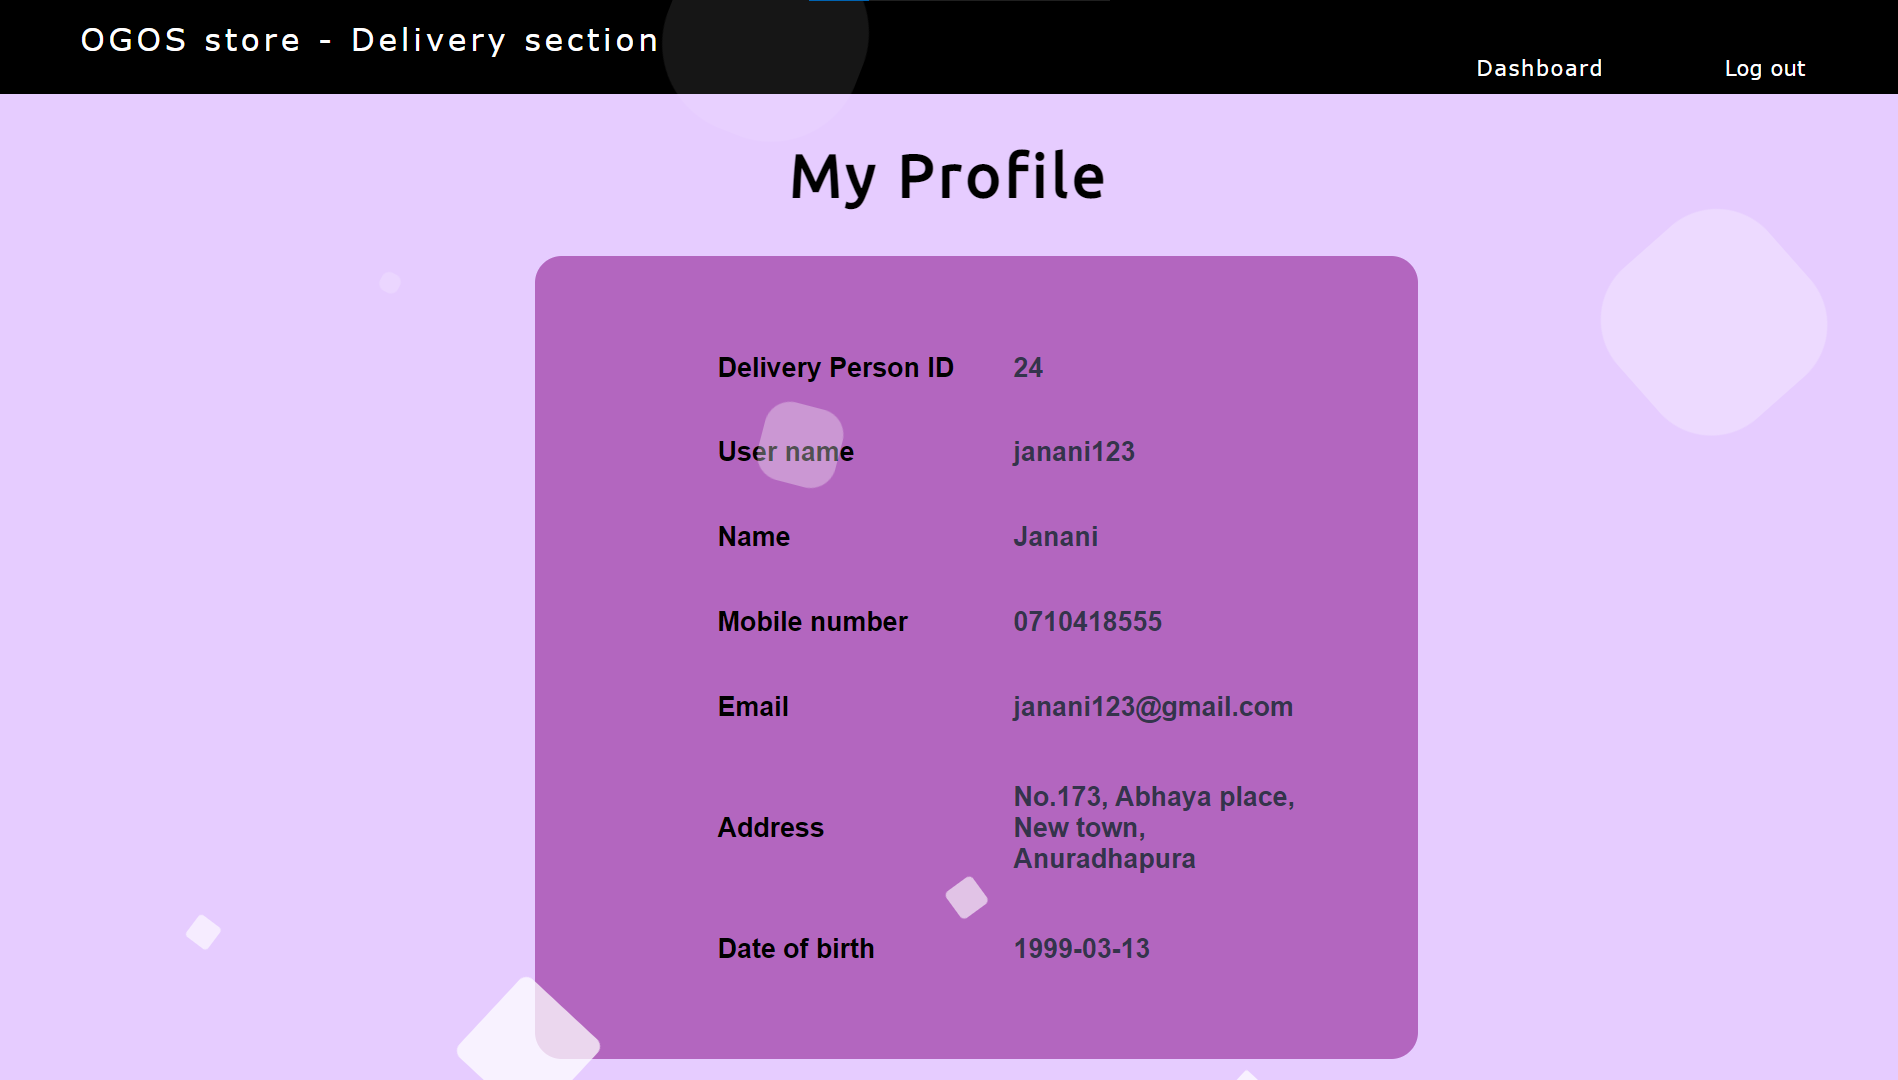 OGOS store - Delivery section
Dashboard
Log out
My Profile
Delivery Person ID 24
User name janani123
Name Janani
Mobile number 0710418555
Email janani123@gmail.com
Address No.173, Abhaya place,
New town,
Anuradhapura
Date of birth 1999-03-13